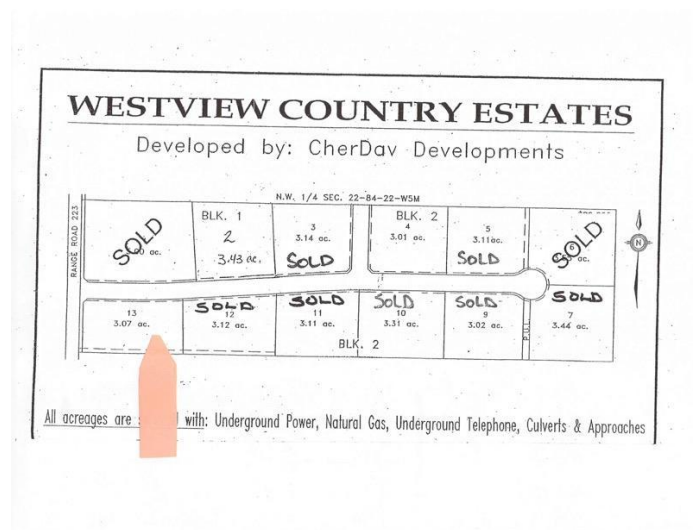 WESTVIEW COUNTRY ESTATES
Developed by: CherDav Developments
N.W. 1/4 SEC. 22-84-22-W5M
RANGE ROAD 223
BLK. 1
BLK. 2
SOLD
ac.
2
3.43 ac.
3
3.14 ac.
SOLD
4
3.01 ac.
5
3.11ac.
SOLD
6
SOLD
ac.
N
13
3.07 ac.
SOLD
12
3.12 ac.
SOLD
11
3.11 ac.
SOLD
10
3.31 ac.
SOLD
9
3.02 ac.
P.U.L.
SOLD
7
3.44 ac.
BLK. 2
All acreages are with: Underground Power, Natural Gas, Underground Telephone, Culverts & Approaches